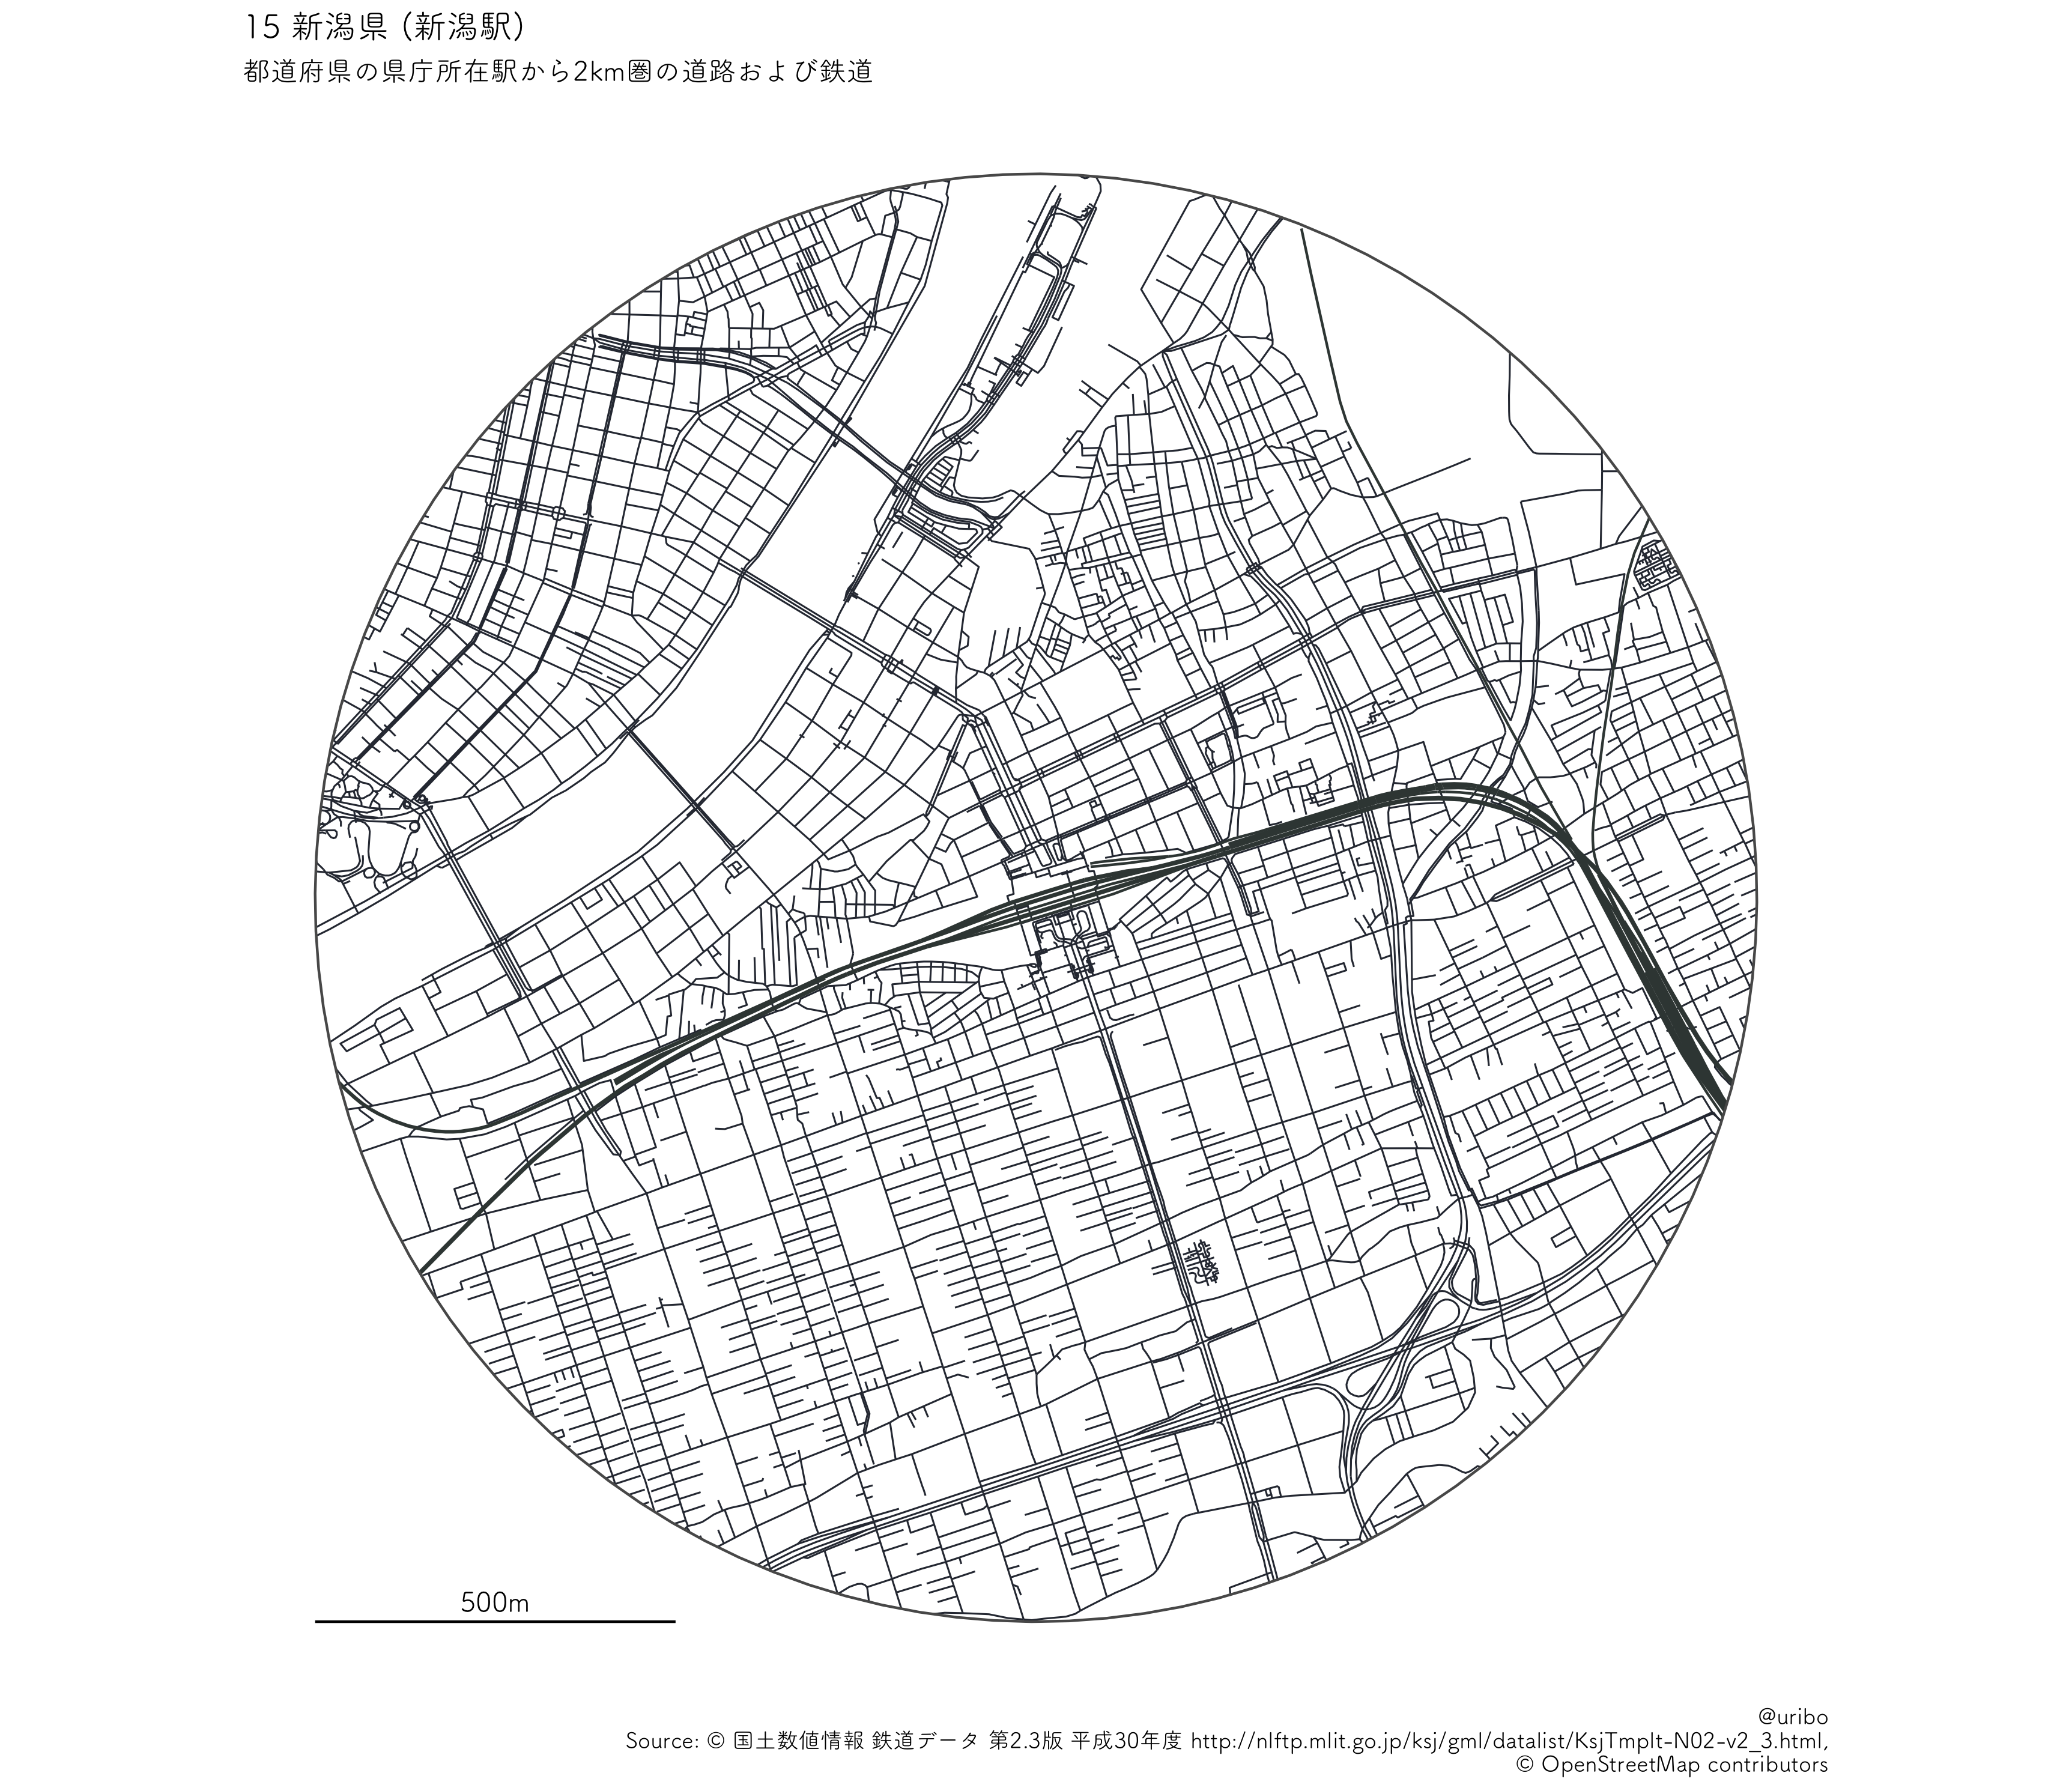 15 新潟県 (新潟駅)
都道府県の県庁所在駅から2km圏の道路および鉄道
500m
@uribo
Source: © 国土数値情報 鉄道データ 第2.3版 平成30年度 http://nlftp.mlit.go.jp/ksj/gml/datalist/KsjTmplt-N02-v2_3.html,
© OpenStreetMap contributors